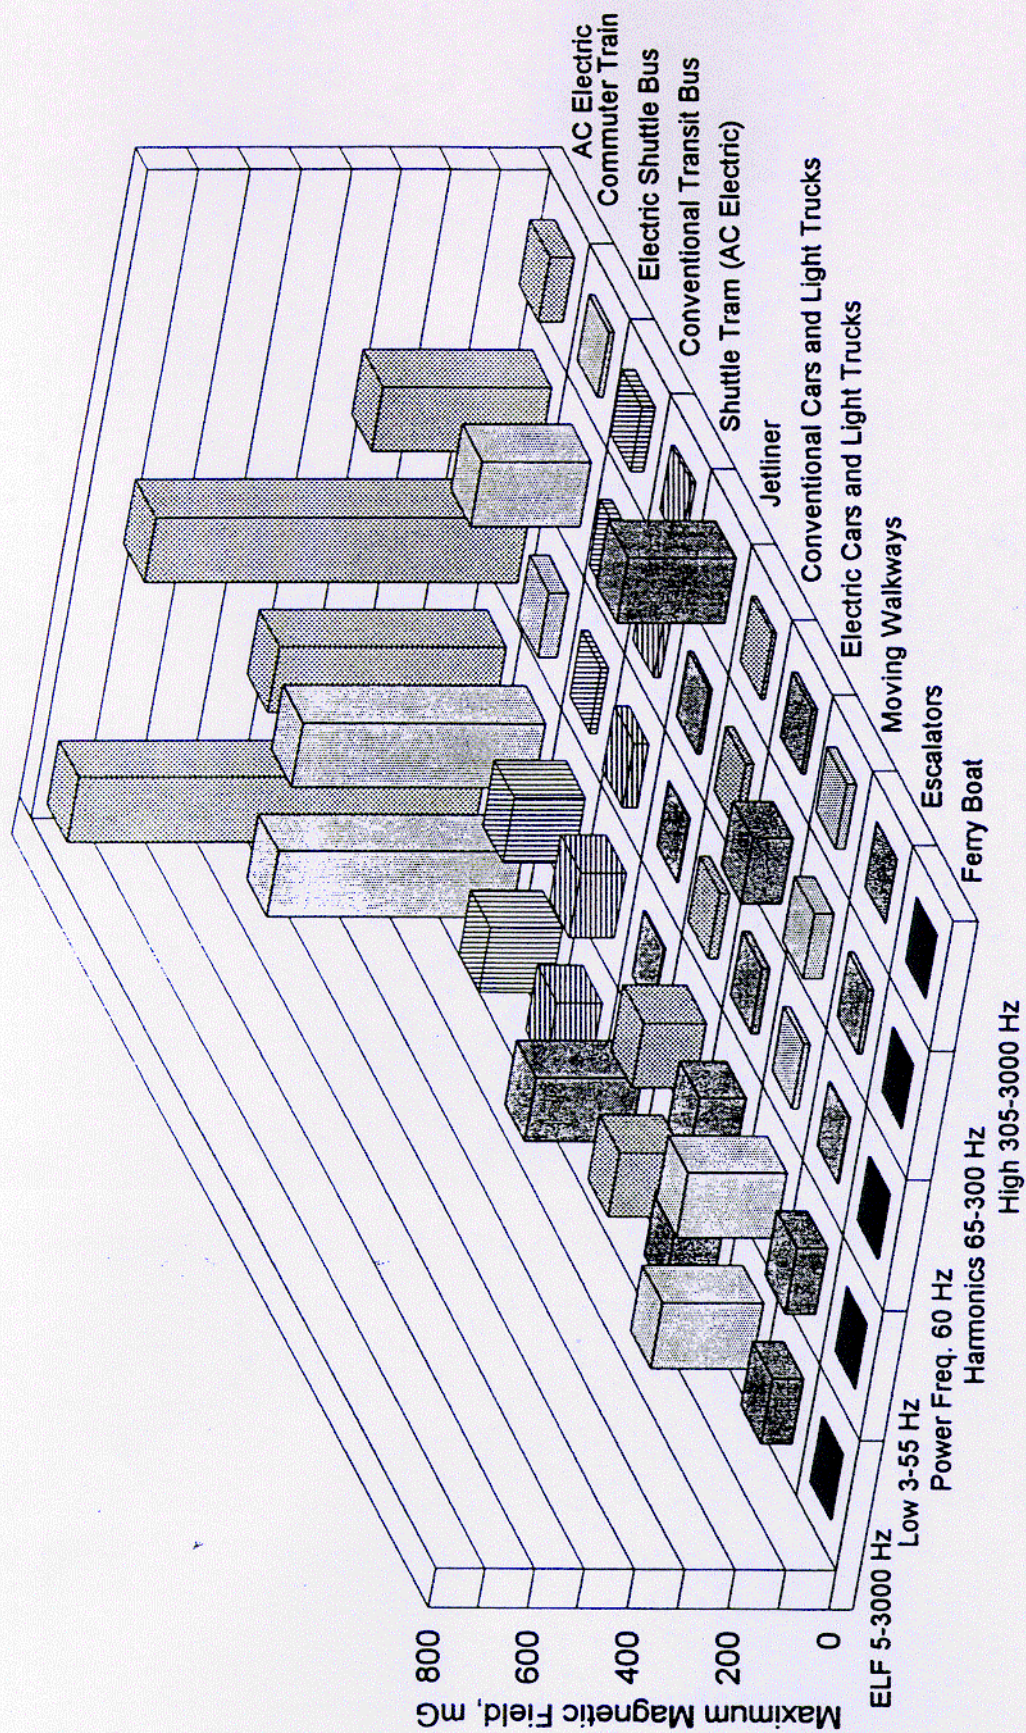 Maximum Magnetic Field, mG
800
600
400
200
0
ELF 5-3000 Hz
Low 3-55 Hz
Power Freq. 60 Hz
Harmonics 65-300 Hz
High 305-3000 Hz
AC Electric
Commuter Train
Electric Shuttle Bus
Conventional Transit Bus
Shuttle Tram (AC Electric)
Jetliner
Conventional Cars and Light Trucks
Electric Cars and Light Trucks
Moving Walkways
Escalators
Ferry Boat